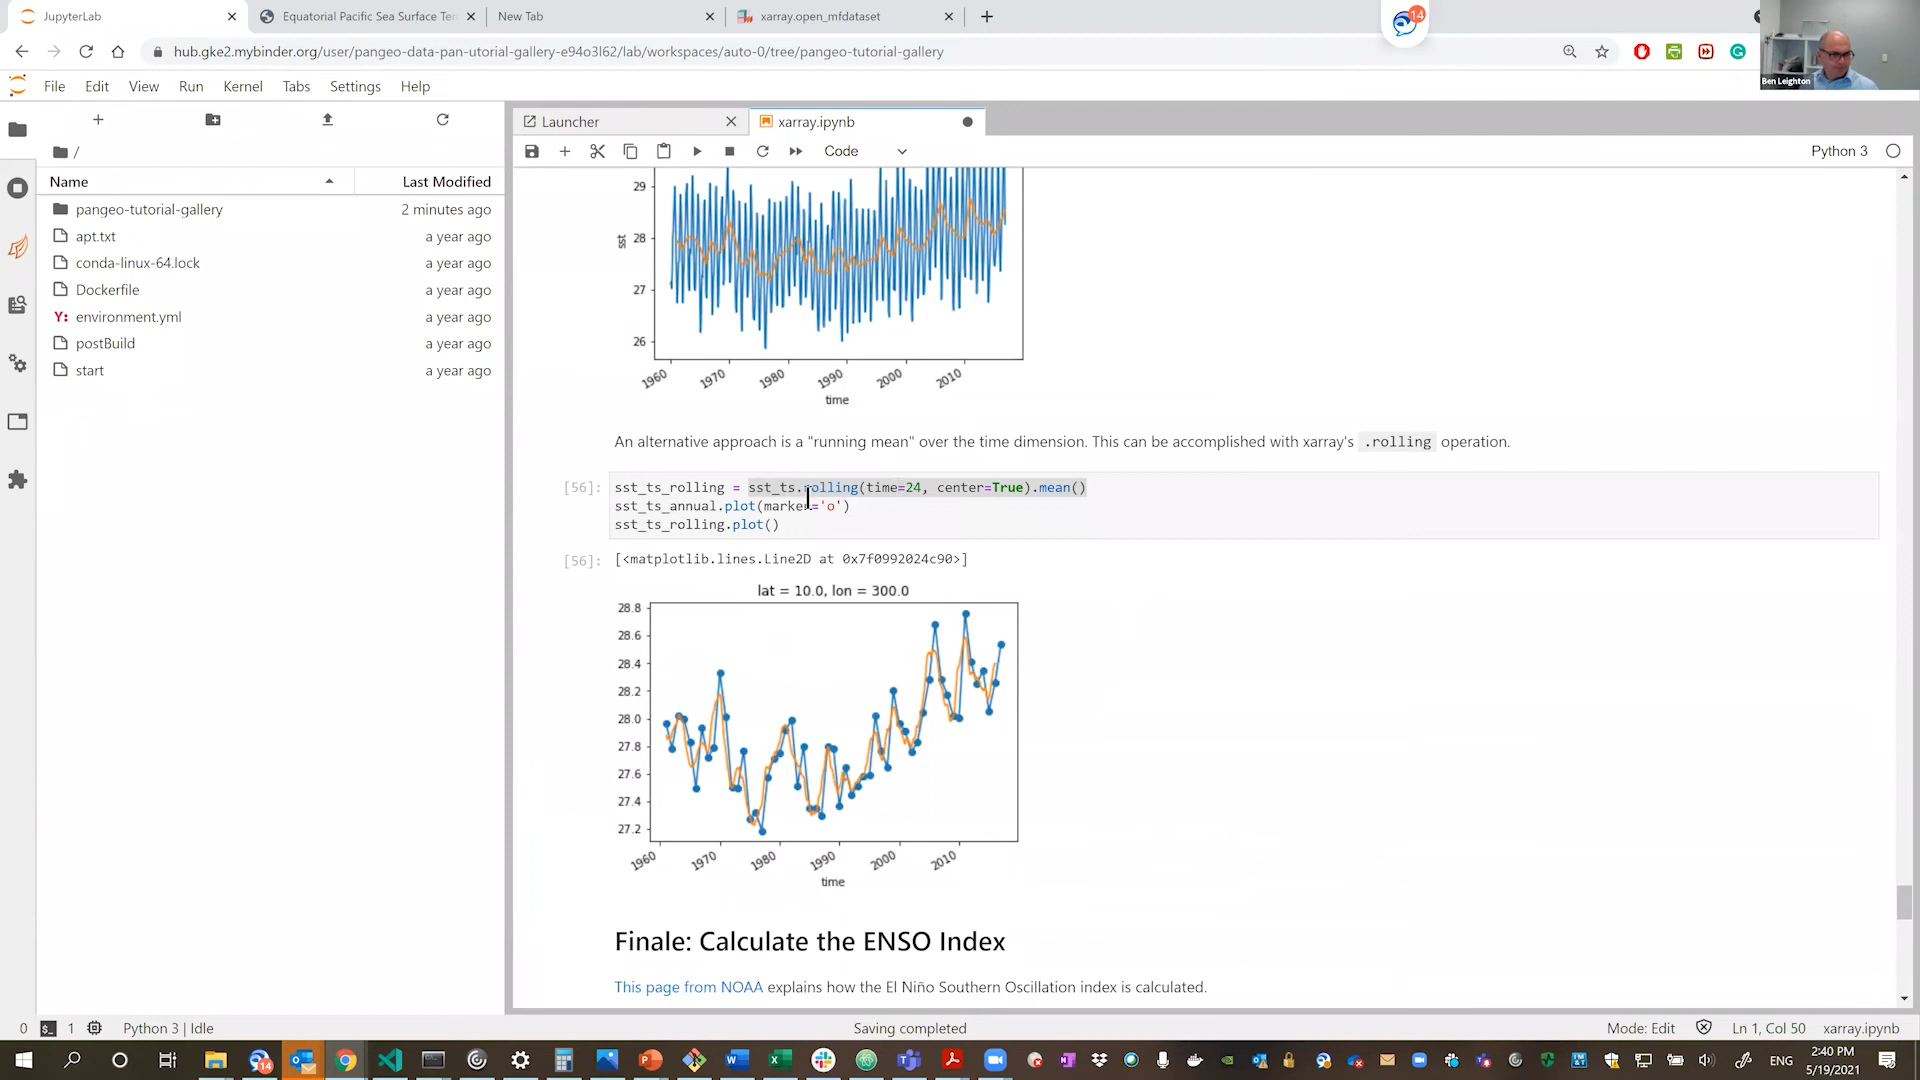 JupyterLab
Equatorial Pacific Sea Surface Ter
New Tab
xarray.open_mfdataset
14
hub.gke2.mybinder.org/user/pangeo-data-pan-utorial-gallery-e94o3l62/lab/workspaces/auto-0/tree/pangeo-tutorial-gallery
Ben Leighton
File Edit View Run Kernel Tabs Settings Help
Launcher
xarray.ipynb
/
Code
Python 3
Name
Last Modified
pangeo-tutorial-gallery 2 minutes ago
apt.txt a year ago
conda-linux-64.lock a year ago
Dockerfile a year ago
Y: environment.yml a year ago
postBuild a year ago
start a year ago
29
28
27
26
sst
1960 1970 1980 1990 2000 2010
time
An alternative approach is a "running mean" over the time dimension. This can be accomplished with xarray's .rolling operation.
[56]: sst_ts_rolling = sst_ts.rolling(time=24, center=True).mean()
sst_ts_annual.plot(marker='o')
sst_ts_rolling.plot()
[56]: [<matplotlib.lines.Line2D at 0x7f0992024c90>]
lat = 10.0, lon = 300.0
28.8
28.6
28.4
28.2
28.0
27.8
27.6
27.4
27.2
1960 1970 1980 1990 2000 2010
time
Finale: Calculate the ENSO Index
This page from NOAA explains how the El Niño Southern Oscillation index is calculated.
0 1 Python 3 | Idle
Saving completed
Mode: Edit Ln 1, Col 50 xarray.ipynb
14
ENG
2:40 PM
5/19/2021